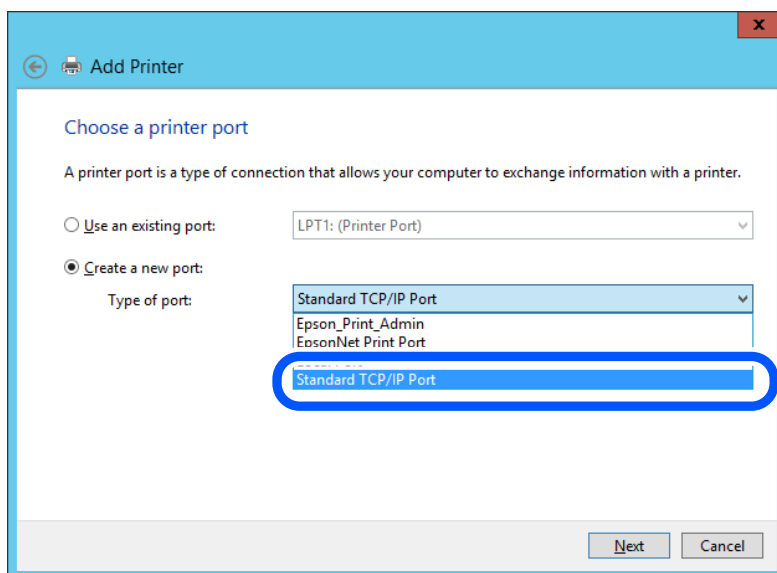 x
Add Printer
Choose a printer port
A printer port is a type of connection that allows your computer to exchange information with a printer.
Use an existing port: LPT1: (Printer Port)
Create a new port:
Type of port: Standard TCP/IP Port
Epson_Print_Admin
EpsonNet Print Port
Standard TCP/IP Port
Next Cancel